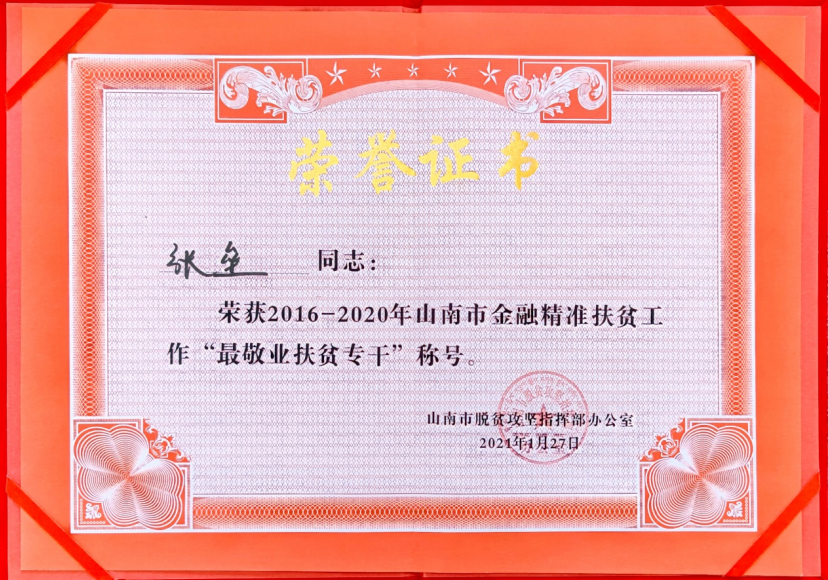 荣誉证书
张 同志：
荣获2016-2020年山南市金融精准扶贫工
作“最敬业扶贫专干”称号。
山南市脱贫攻坚指挥部办公室
2021年1月27日